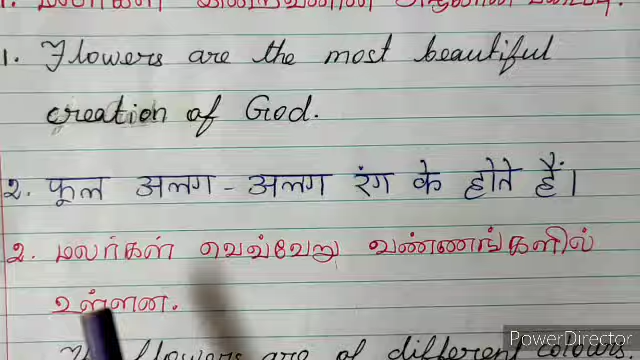 1. Flowers are the most beautiful
creation of God.
२. फूल अलग - अलग रंग के होते हैं।
2. மலர்கள் வெவ்வேறு வண்ணங்களில்
உள்ளன.
flowers are of different colours.
PowerDirector